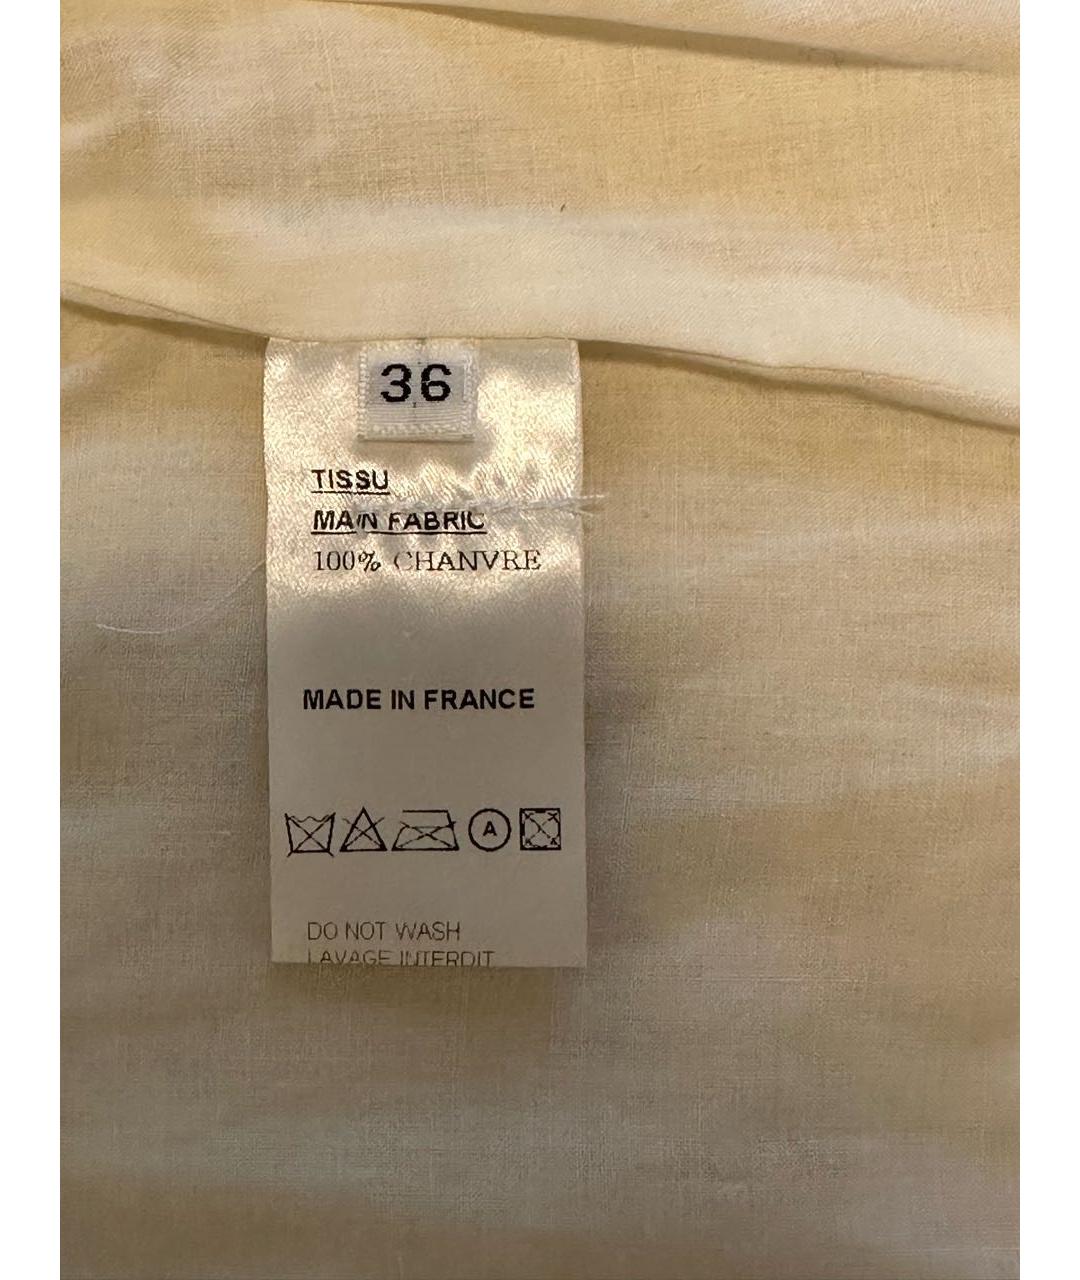 36
TISSU
MAIN FABRIC
100% CHANVRE
MADE IN FRANCE
A
DO NOT WASH
LAVAGE INTERDIT